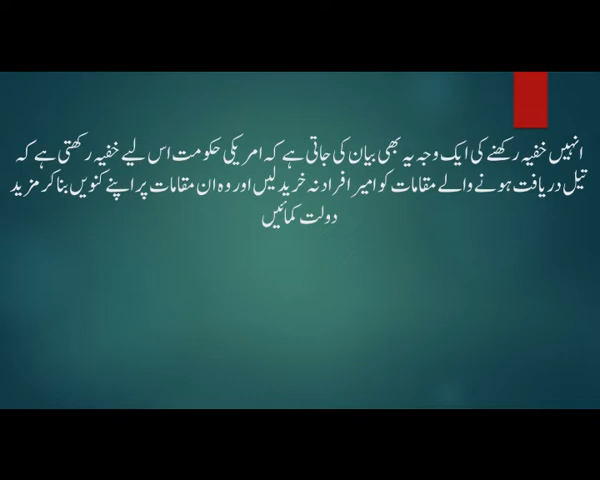 انہیں خفیہ رکھنے کی ایک وجہ یہ بھی بیان کی جاتی ہے کہ امریکی حکومت اس لیے خفیہ رکھتی ہے کہ
تیل دریافت ہونے والے مقامات کو امیر افراد نہ خرید لیں اور وہ ان مقامات پر اپنے کنویں بنا کر مزید
دولت کمائیں